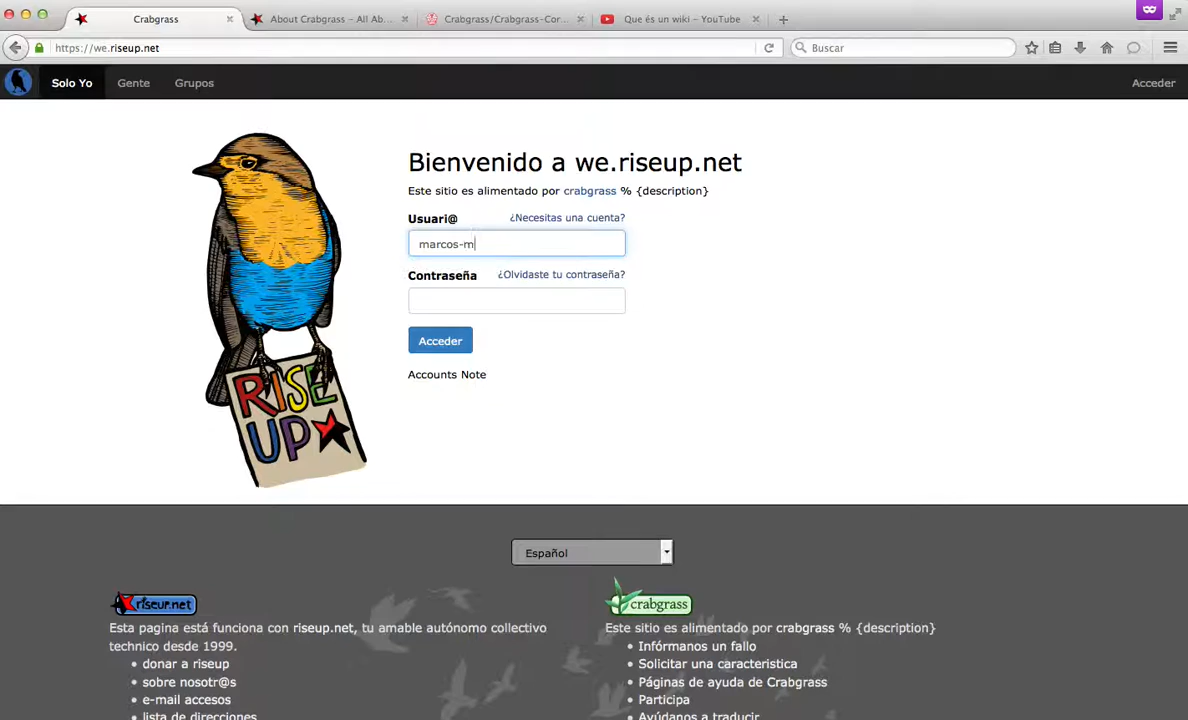 Crabgrass
About Crabgrass – All Ab...
Crabgrass/Crabgrass-Cor...
Que és un wiki – YouTube
https://we.riseup.net
Buscar
Solo Yo
Gente
Grupos
Acceder
Bienvenido a we.riseup.net
Este sitio es alimentado por crabgrass % {description}
Usuari@
¿Necesitas una cuenta?
marcos-m
Contraseña
¿Olvidaste tu contraseña?
Acceder
Accounts Note
RISE
UP
Español
riseup.net
Esta pagina está funciona con riseup.net, tu amable autónomo collectivo
technico desde 1999.
donar a riseup
sobre nosotr@s
e-mail accesos
lista de direcciones
crabgrass
Este sitio es alimentado por crabgrass % {description}
Infórmanos un fallo
Solicitar una caracteristica
Páginas de ayuda de Crabgrass
Participa
Ayúdanos a traducir